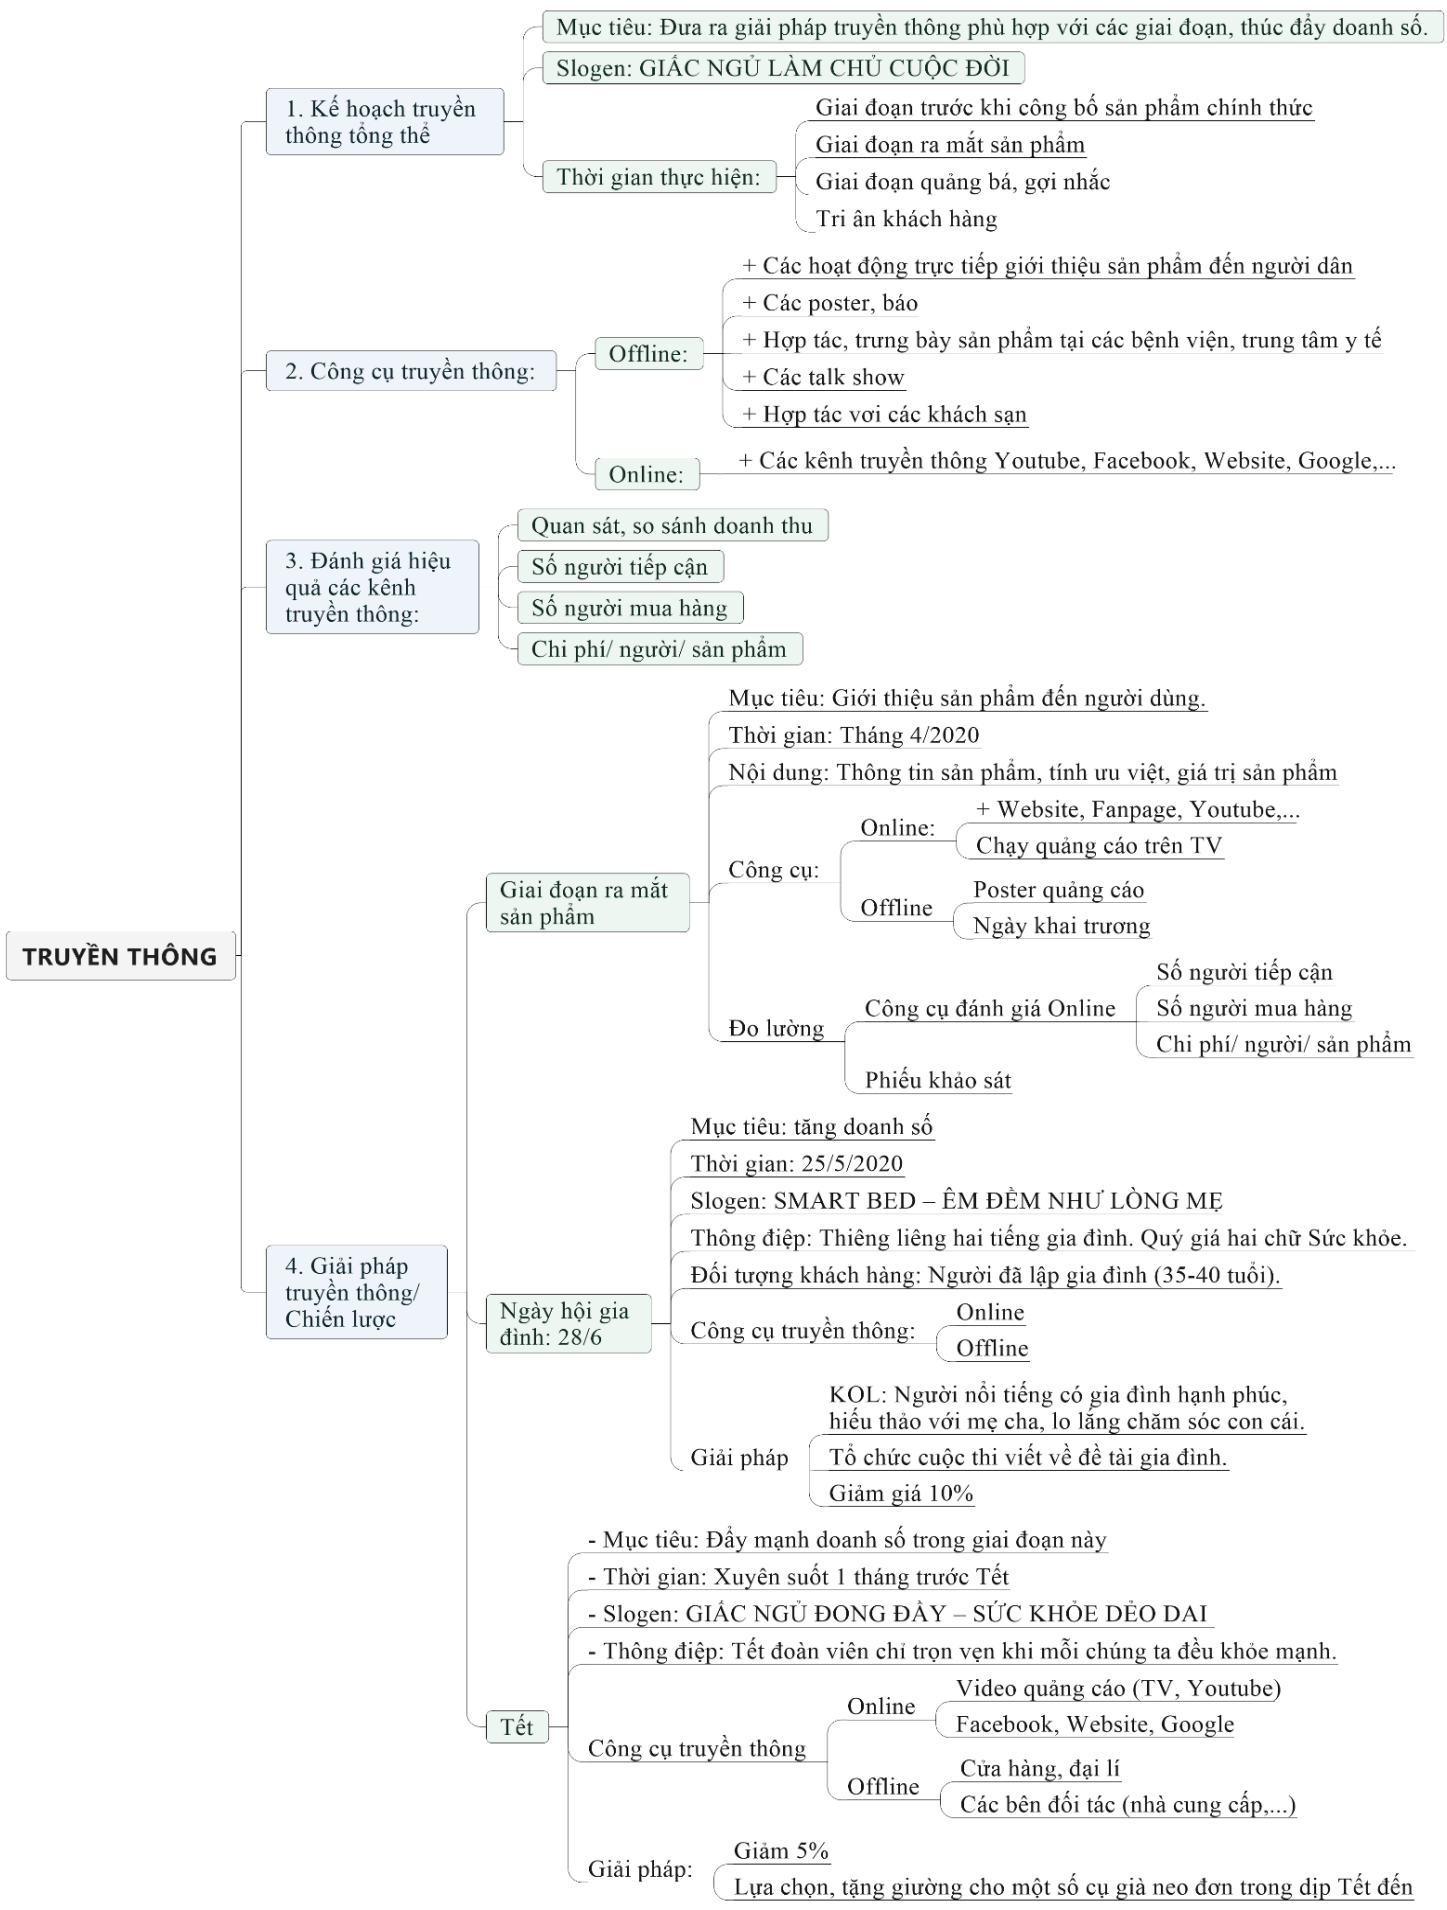 TRUYỀN THÔNG
1. Kế hoạch truyền
thông tổng thể
Mục tiêu: Đưa ra giải pháp truyền thông phù hợp với các giai đoạn, thúc đẩy doanh số.
Slogen: GIẤC NGỦ LÀM CHỦ CUỘC ĐỜI
Thời gian thực hiện:
Giai đoạn trước khi công bố sản phẩm chính thức
Giai đoạn ra mắt sản phẩm
Giai đoạn quảng bá, gợi nhắc
Tri ân khách hàng
2. Công cụ truyền thông:
Offline:
+ Các hoạt động trực tiếp giới thiệu sản phẩm đến người dân
+ Các poster, báo
+ Hợp tác, trưng bày sản phẩm tại các bệnh viện, trung tâm y tế
+ Các talk show
+ Hợp tác vơi các khách sạn
Online:
+ Các kênh truyền thông Youtube, Facebook, Website, Google,...
3. Đánh giá hiệu
quả các kênh
truyền thông:
Quan sát, so sánh doanh thu
Số người tiếp cận
Số người mua hàng
Chi phí/ người/ sản phẩm
4. Giải pháp
truyền thông/
Chiến lược
Giai đoạn ra mắt
sản phẩm
Mục tiêu: Giới thiệu sản phẩm đến người dùng.
Thời gian: Tháng 4/2020
Nội dung: Thông tin sản phẩm, tính ưu việt, giá trị sản phẩm
Công cụ:
Online:
+ Website, Fanpage, Youtube,...
Chạy quảng cáo trên TV
Offline
Poster quảng cáo
Ngày khai trương
Đo lường
Công cụ đánh giá Online
Số người tiếp cận
Số người mua hàng
Chi phí/ người/ sản phẩm
Phiếu khảo sát
Ngày hội gia
đình: 28/6
Mục tiêu: tăng doanh số
Thời gian: 25/5/2020
Slogen: SMART BED – ÊM ĐỀM NHƯ LÒNG MẸ
Thông điệp: Thiêng liêng hai tiếng gia đình. Quý giá hai chữ Sức khỏe.
Đối tượng khách hàng: Người đã lập gia đình (35-40 tuổi).
Công cụ truyền thông:
Online
Offline
Giải pháp
KOL: Người nổi tiếng có gia đình hạnh phúc,
hiếu thảo với mẹ cha, lo lắng chăm sóc con cái.
Tổ chức cuộc thi viết về đề tài gia đình.
Giảm giá 10%
Tết
- Mục tiêu: Đẩy mạnh doanh số trong giai đoạn này
- Thời gian: Xuyên suốt 1 tháng trước Tết
- Slogen: GIẤC NGỦ ĐONG ĐẦY – SỨC KHỎE DẺO DAI
- Thông điệp: Tết đoàn viên chỉ trọn vẹn khi mỗi chúng ta đều khỏe mạnh.
Công cụ truyền thông
Online
Video quảng cáo (TV, Youtube)
Facebook, Website, Google
Offline
Cửa hàng, đại lí
Các bên đối tác (nhà cung cấp,...)
Giải pháp:
Giảm 5%
Lựa chọn, tặng giường cho một số cụ già neo đơn trong dịp Tết đến